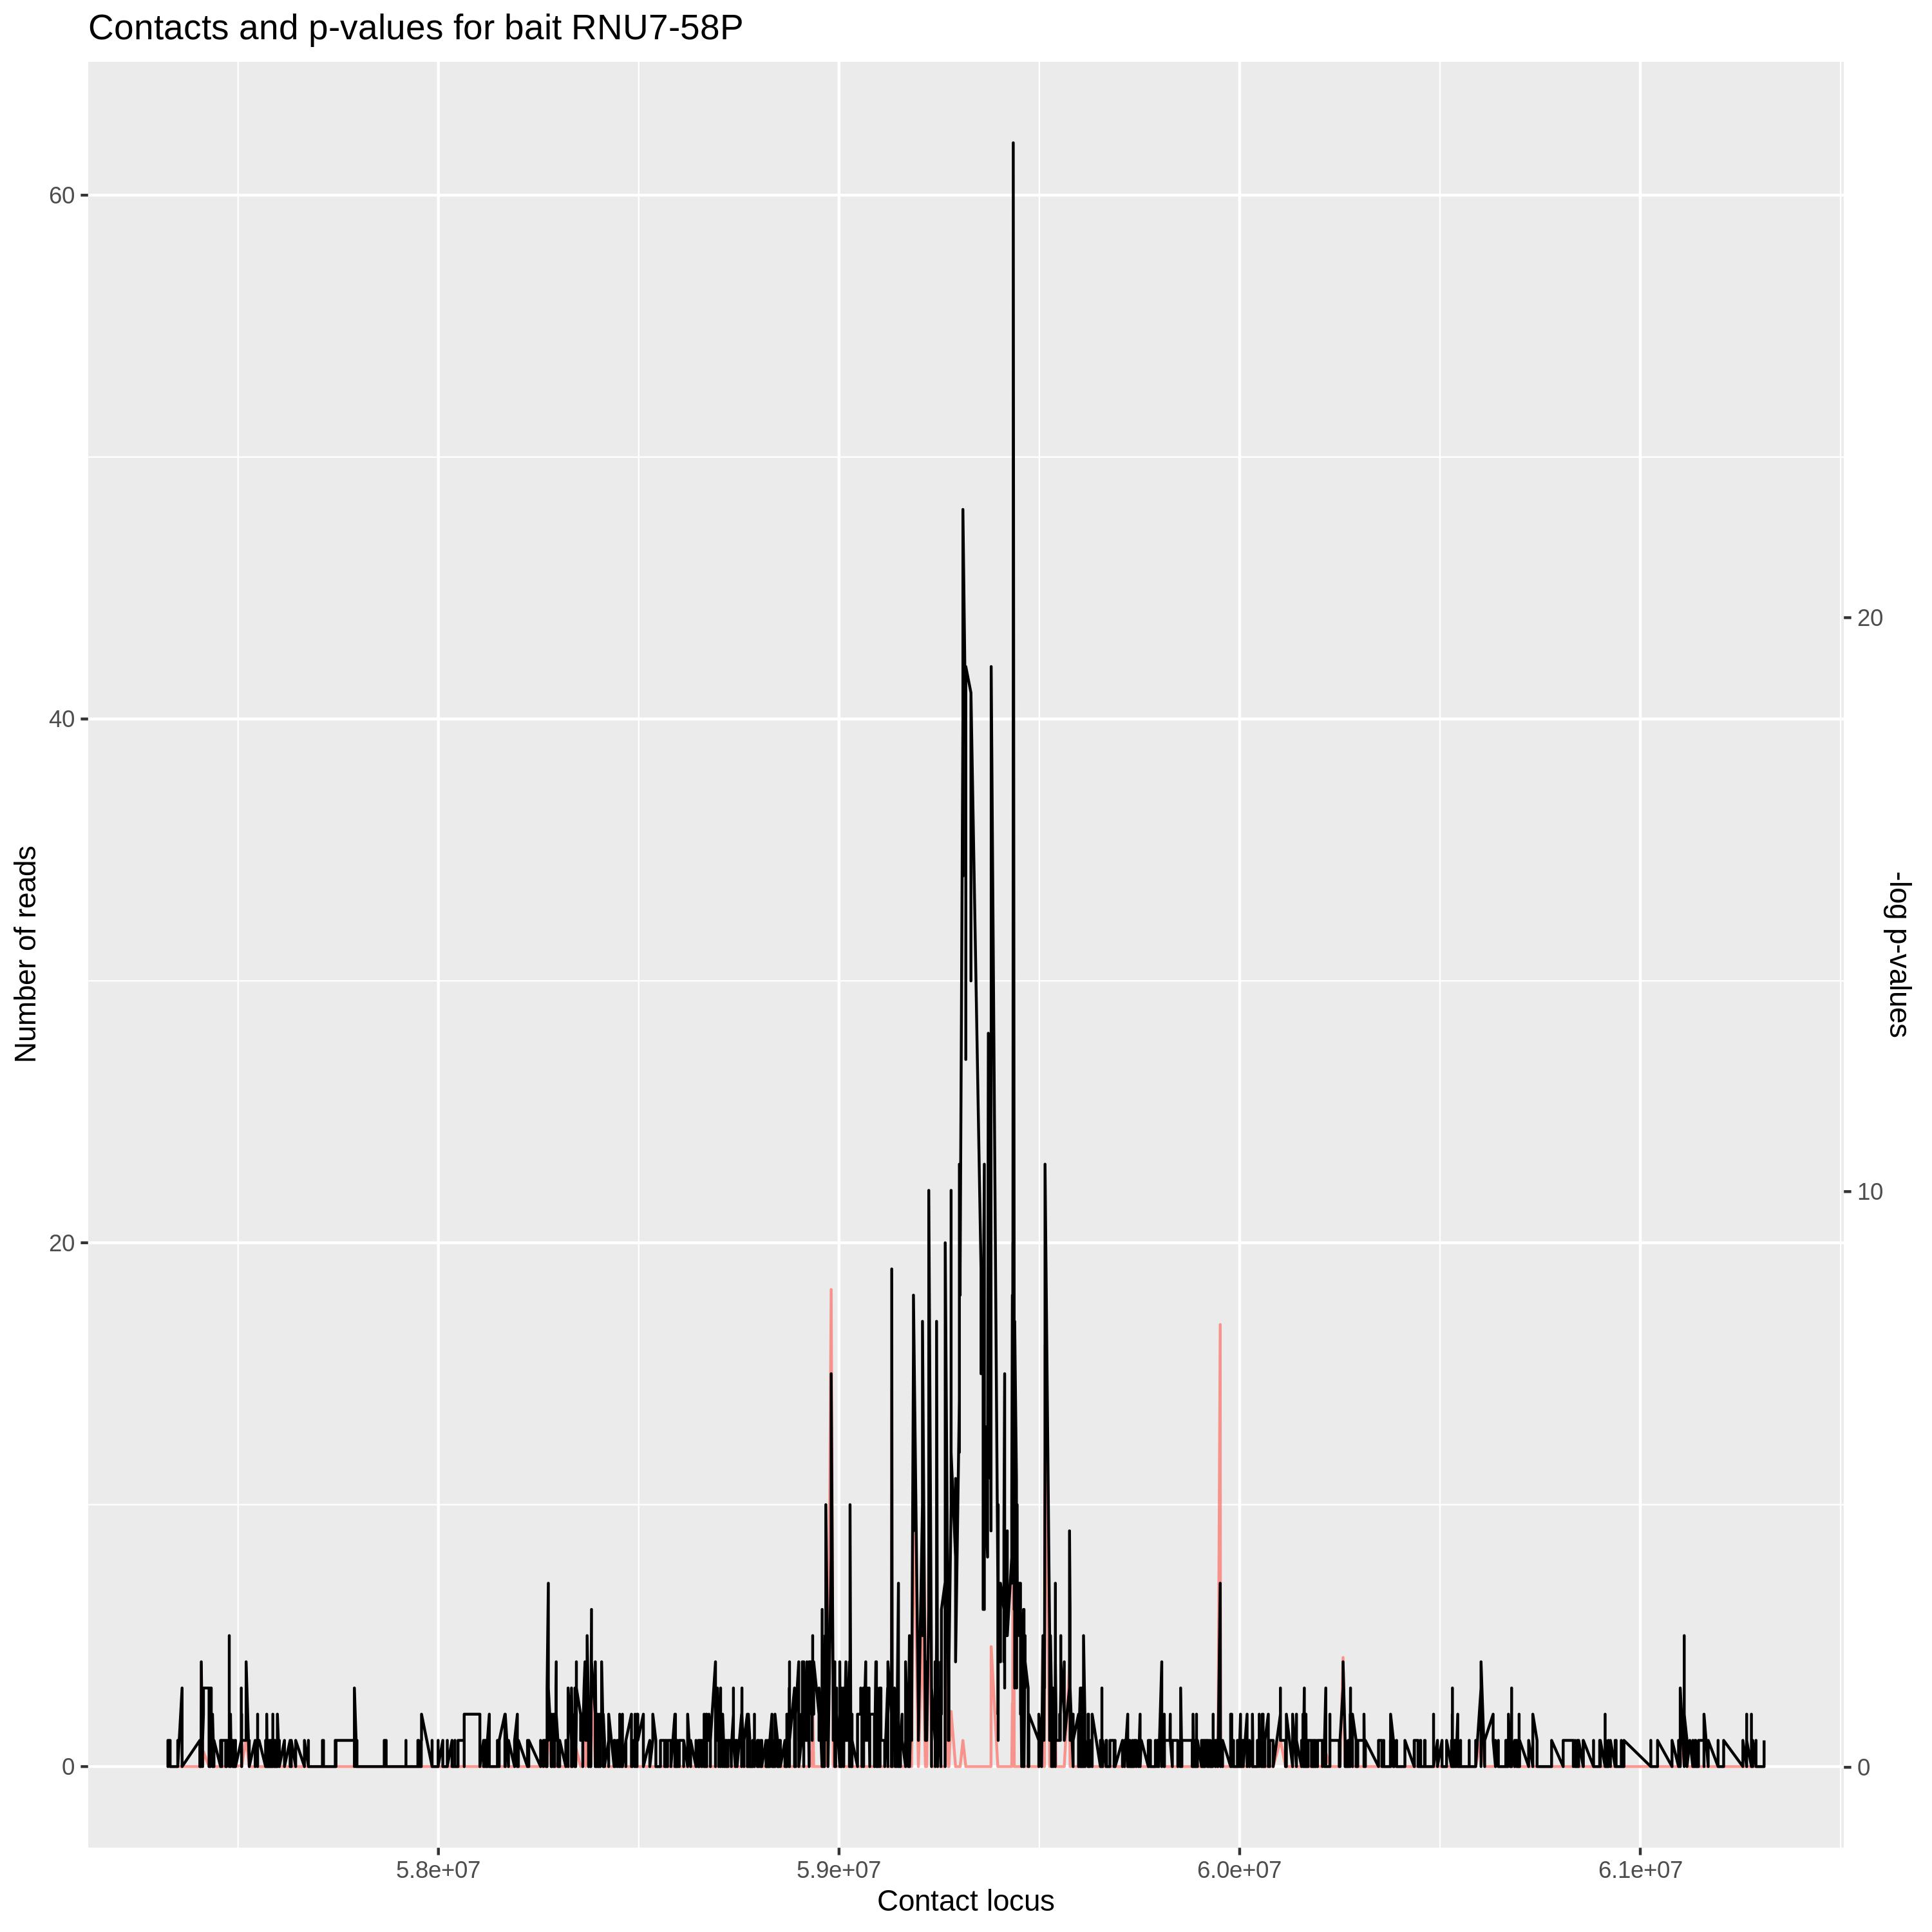 Contacts and p-values for bait RNU7-58P
60
40
20
0
Number of reads
20
10
0
-log p-values
5.8e+07
5.9e+07
6.0e+07
6.1e+07
Contact locus